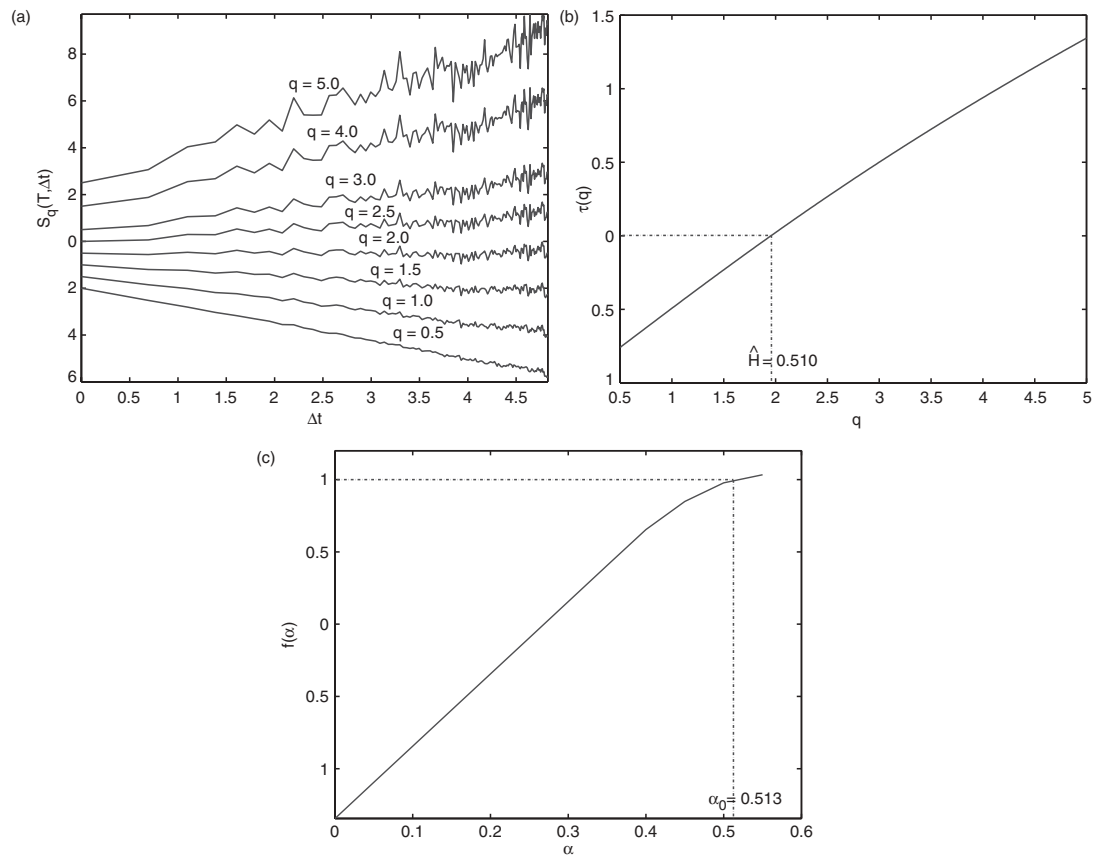 (a)
8
6
4
2
0
2
4
6
S_q(T,Δt)
q = 5.0
q = 4.0
q = 3.0
q = 2.5
q = 2.0
q = 1.5
q = 1.0
q = 0.5
0 0.5 1 1.5 2 2.5 3 3.5 4 4.5
Δt
(b)
1.5
1
0.5
0
0.5
1
τ(q)
Ĥ = 0.510
0.5 1 1.5 2 2.5 3 3.5 4 4.5 5
q
(c)
1
0.5
0
0.5
1
f(α)
α₀= 0.513
0 0.1 0.2 0.3 0.4 0.5 0.6
α